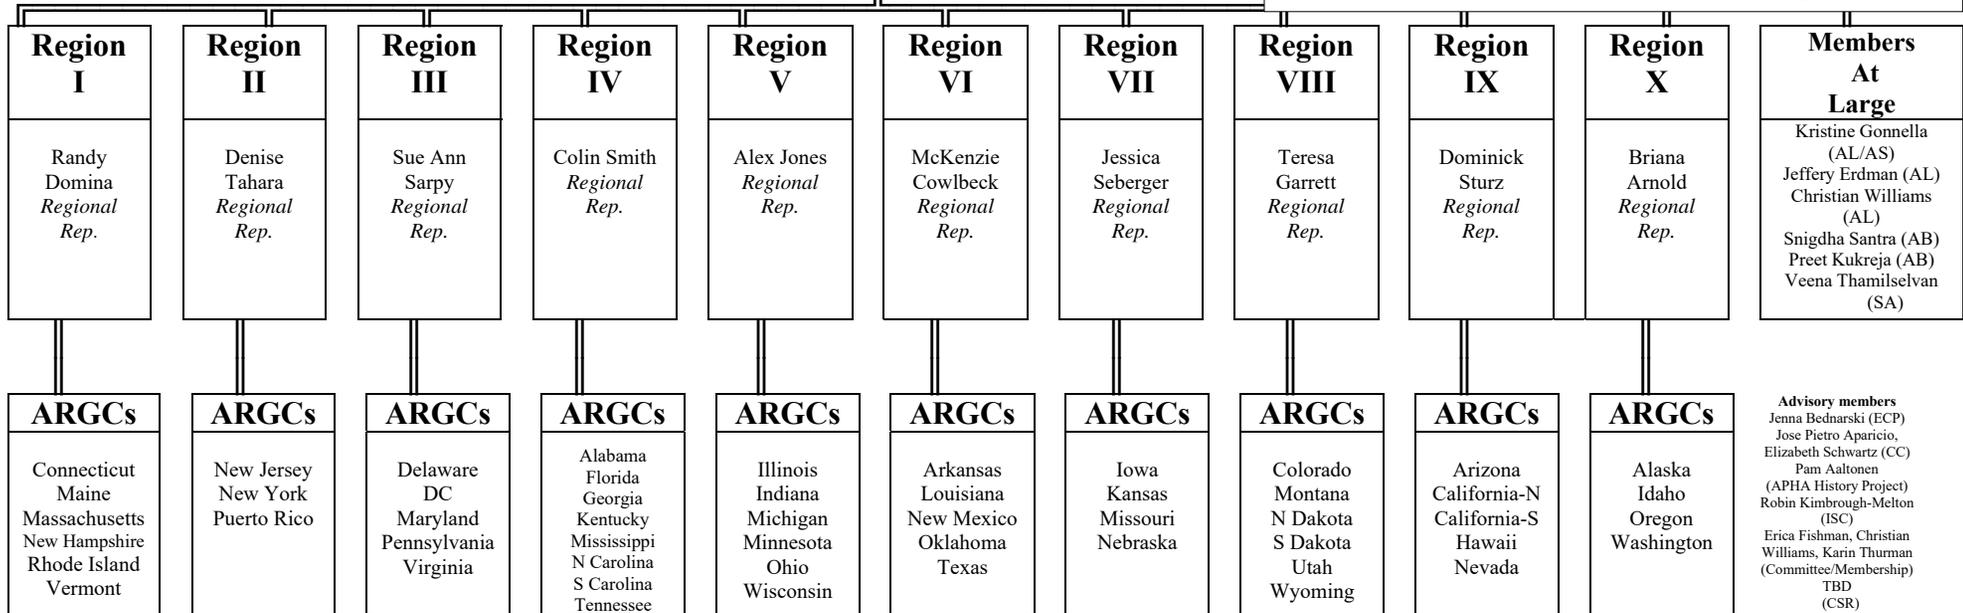 Region
I
Randy
Domina
Regional
Rep.
Region
II
Denise
Tahara
Regional
Rep.
Region
III
Sue Ann
Sarpy
Regional
Rep.
Region
IV
Colin Smith
Regional
Rep.
Region
V
Alex Jones
Regional
Rep.
Region
VI
McKenzie
Cowlbeck
Regional
Rep.
Region
VII
Jessica
Seberger
Regional
Rep.
Region
VIII
Teresa
Garrett
Regional
Rep.
Region
IX
Dominick
Sturz
Regional
Rep.
Region
X
Briana
Arnold
Regional
Rep.
Members
At
Large
Kristine Gonnella
(AL/AS)
Jeffery Erdman (AL)
Christian Williams
(AL)
Snigdha Santra (AB)
Preet Kukreja (AB)
Veena Thamilselvan
(SA)
ARGCs
Connecticut
Maine
Massachusetts
New Hampshire
Rhode Island
Vermont
ARGCs
New Jersey
New York
Puerto Rico
ARGCs
Delaware
DC
Maryland
Pennsylvania
Virginia
ARGCs
Alabama
Florida
Georgia
Kentucky
Mississippi
N Carolina
S Carolina
Tennessee
ARGCs
Illinois
Indiana
Michigan
Minnesota
Ohio
Wisconsin
ARGCs
Arkansas
Louisiana
New Mexico
Oklahoma
Texas
ARGCs
Iowa
Kansas
Missouri
Nebraska
ARGCs
Colorado
Montana
N Dakota
S Dakota
Utah
Wyoming
ARGCs
Arizona
California-N
California-S
Hawaii
Nevada
ARGCs
Alaska
Idaho
Oregon
Washington
Advisory members
Jenna Bednarski (ECP)
Jose Pietro Aparicio,
Elizabeth Schwartz (CC)
Pam Aaltonen
(APHA History Project)
Robin Kimbrough-Melton
(ISC)
Erica Fishman, Christian
Williams, Karin Thurman
(Committee/Membership)
TBD
(CSR)